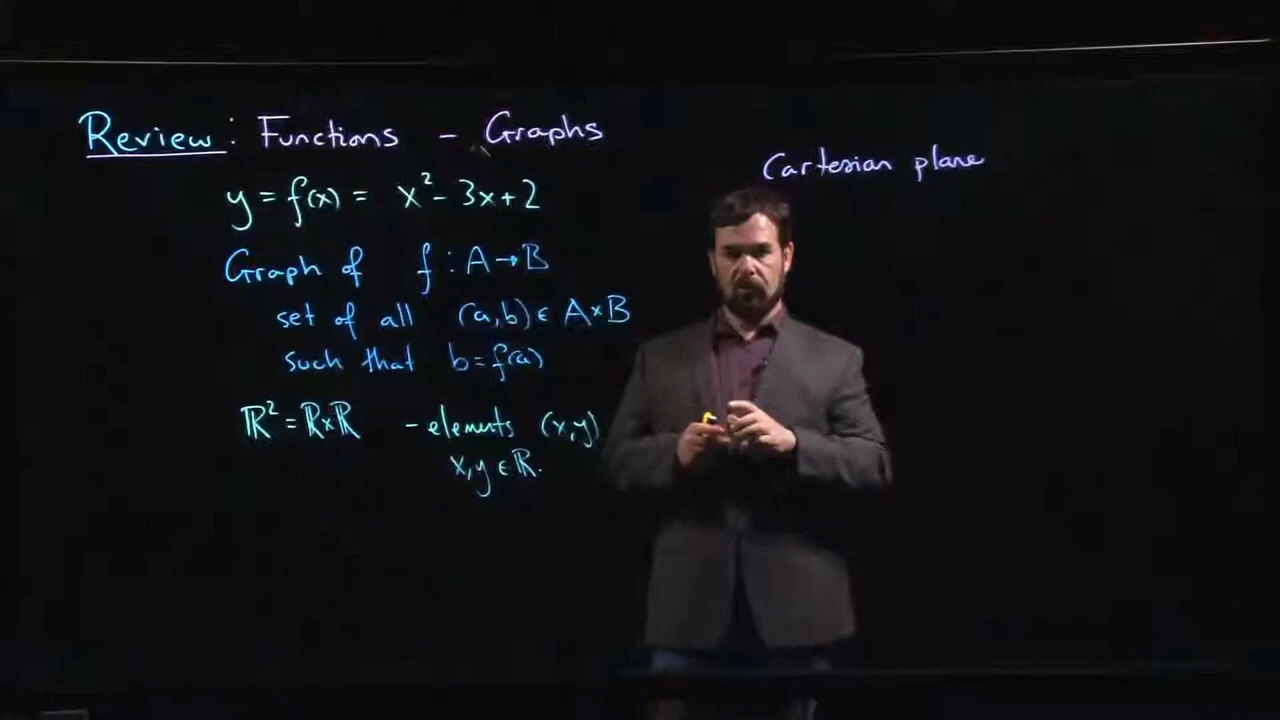 Review: Functions - Graphs
y = f(x) = x² - 3x + 2
Graph of f : A → B
set of all (a,b) ∈ A × B
such that b = f(a)
ℝ² = ℝ × ℝ - elements (x,y)
x,y ∈ ℝ.
Cartesian plane